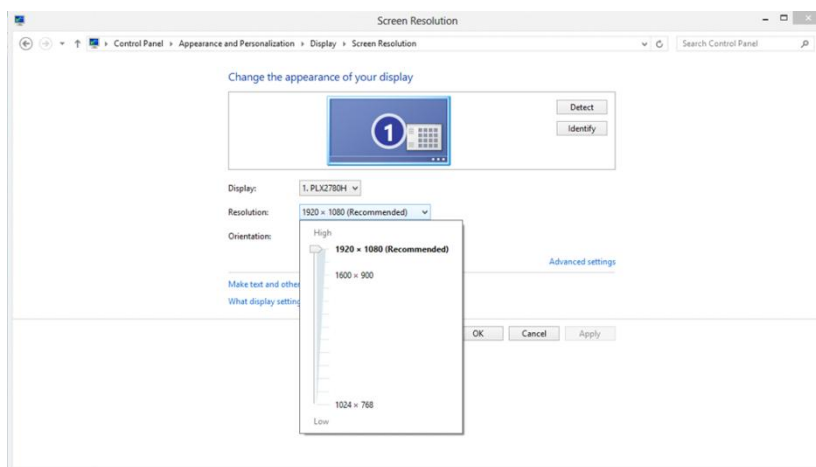 Screen Resolution
Control Panel Appearance and Personalization Display Screen Resolution
Search Control Panel
Change the appearance of your display
1
Detect
Identify
Display: 1. PLX2780H
Resolution: 1920 × 1080 (Recommended)
Orientation:
High
1920 × 1080 (Recommended)
1600 × 900
1024 × 768
Low
Advanced settings
Make text and other
What display setting
OK Cancel Apply